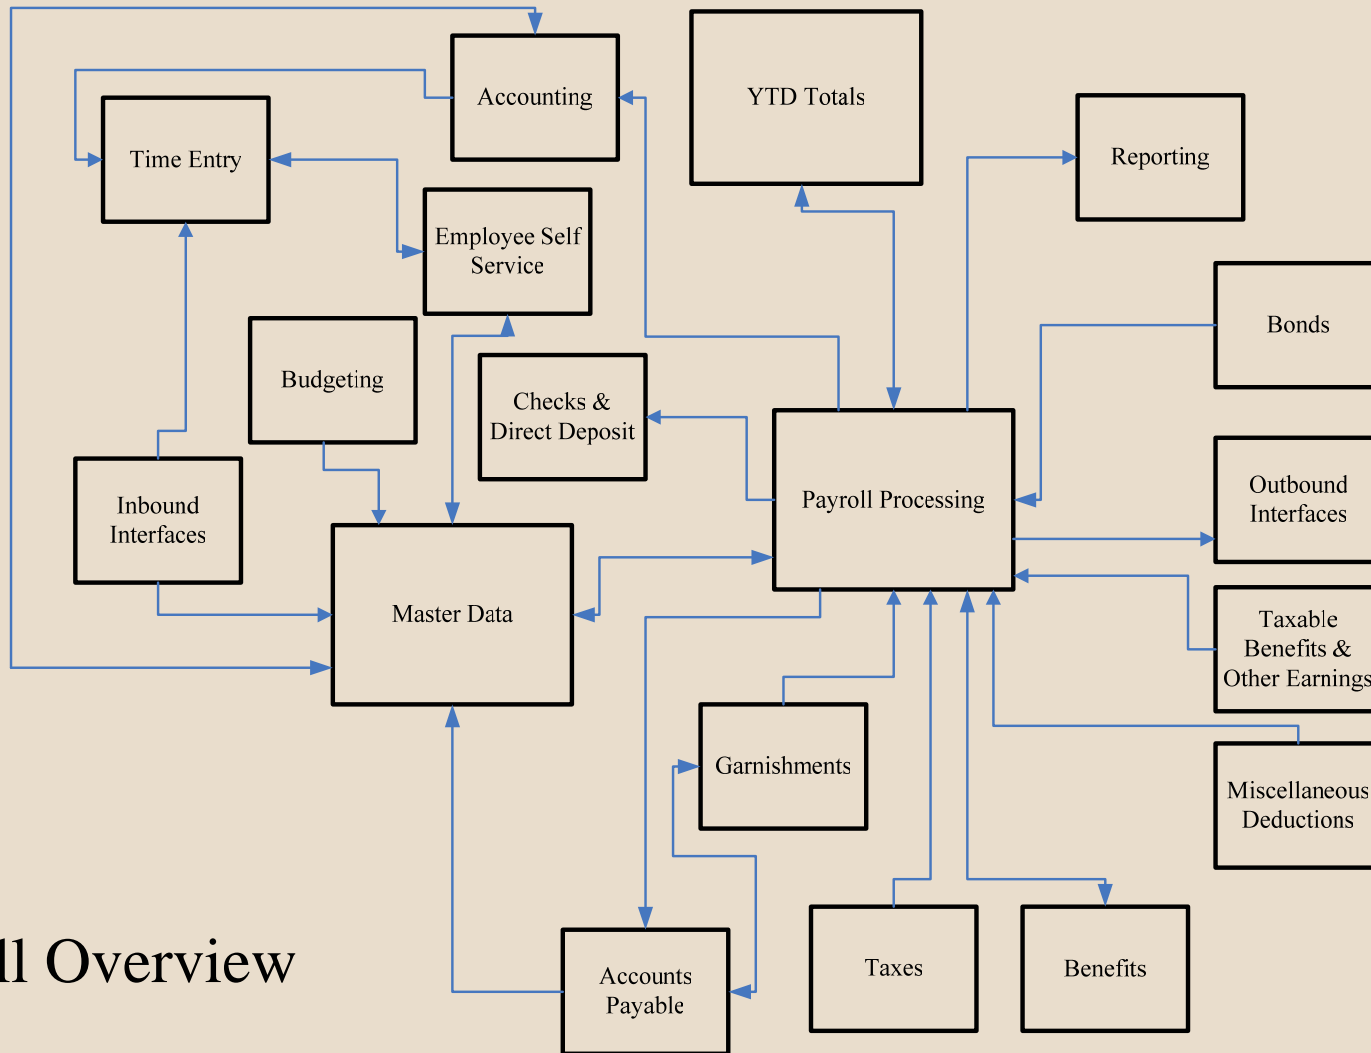 Accounting
YTD Totals
Reporting
Time Entry
Employee Self
Service
Bonds
Budgeting
Checks &
Direct Deposit
Inbound
Interfaces
Payroll Processing
Outbound
Interfaces
Master Data
Taxable
Benefits &
Other Earnings
Garnishments
Miscellaneous
Deductions
ll Overview
Accounts
Payable
Taxes
Benefits